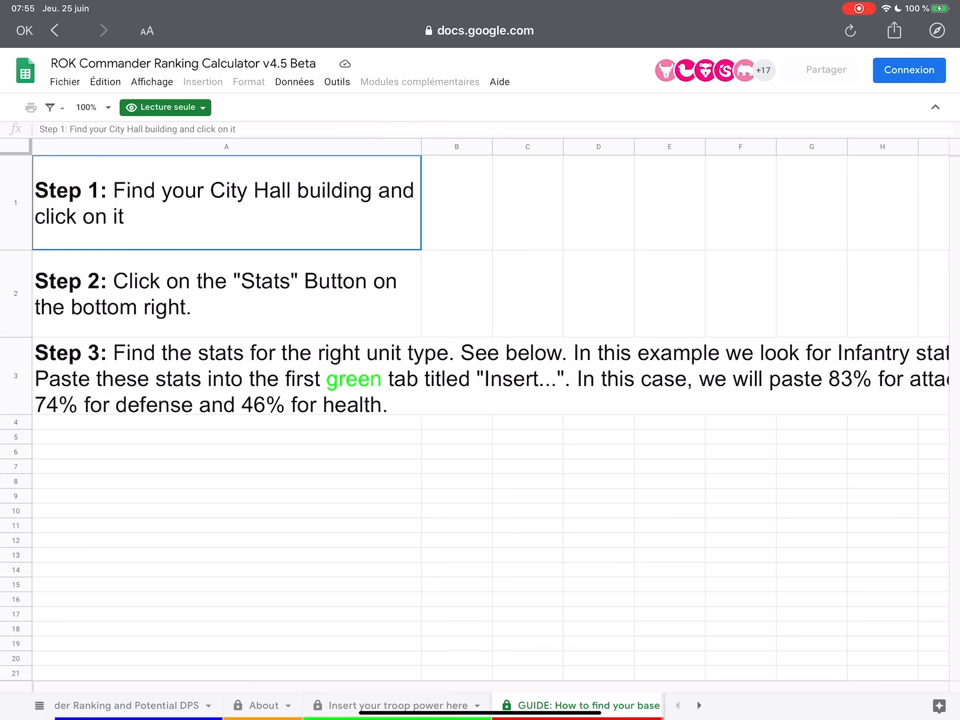 07:55 Jeu. 25 juin
100 %
OK
AA
docs.google.com
ROK Commander Ranking Calculator v4.5 Beta
Fichier Édition Affichage Insertion Format Données Outils Modules complémentaires Aide
+17
Partager
Connexion
100%
Lecture seule
fx
Step 1: Find your City Hall building and click on it
A B C D E F G H
1
Step 1: Find your City Hall building and
click on it
2
Step 2: Click on the "Stats" Button on
the bottom right.
3
Step 3: Find the stats for the right unit type. See below. In this example we look for Infantry stat
Paste these stats into the first green tab titled "Insert...". In this case, we will paste 83% for atta
74% for defense and 46% for health.
4
5
6
7
8
9
10
11
12
13
14
15
16
17
18
19
20
21
der Ranking and Potential DPS
About
Insert your troop power here
GUIDE: How to find your base